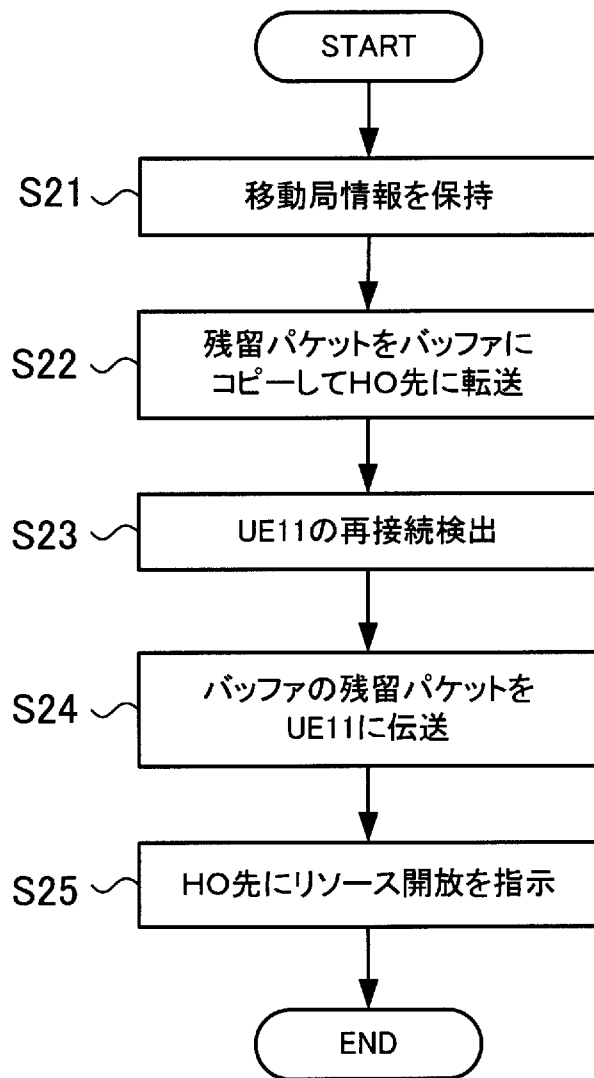 START
S21
移動局情報を保持
S22
残留パケットをバッファに
コピーしてHO先に転送
S23
UE11の再接続検出
S24
バッファの残留パケットを
UE11に伝送
S25
HO先にリソース開放を指示
END